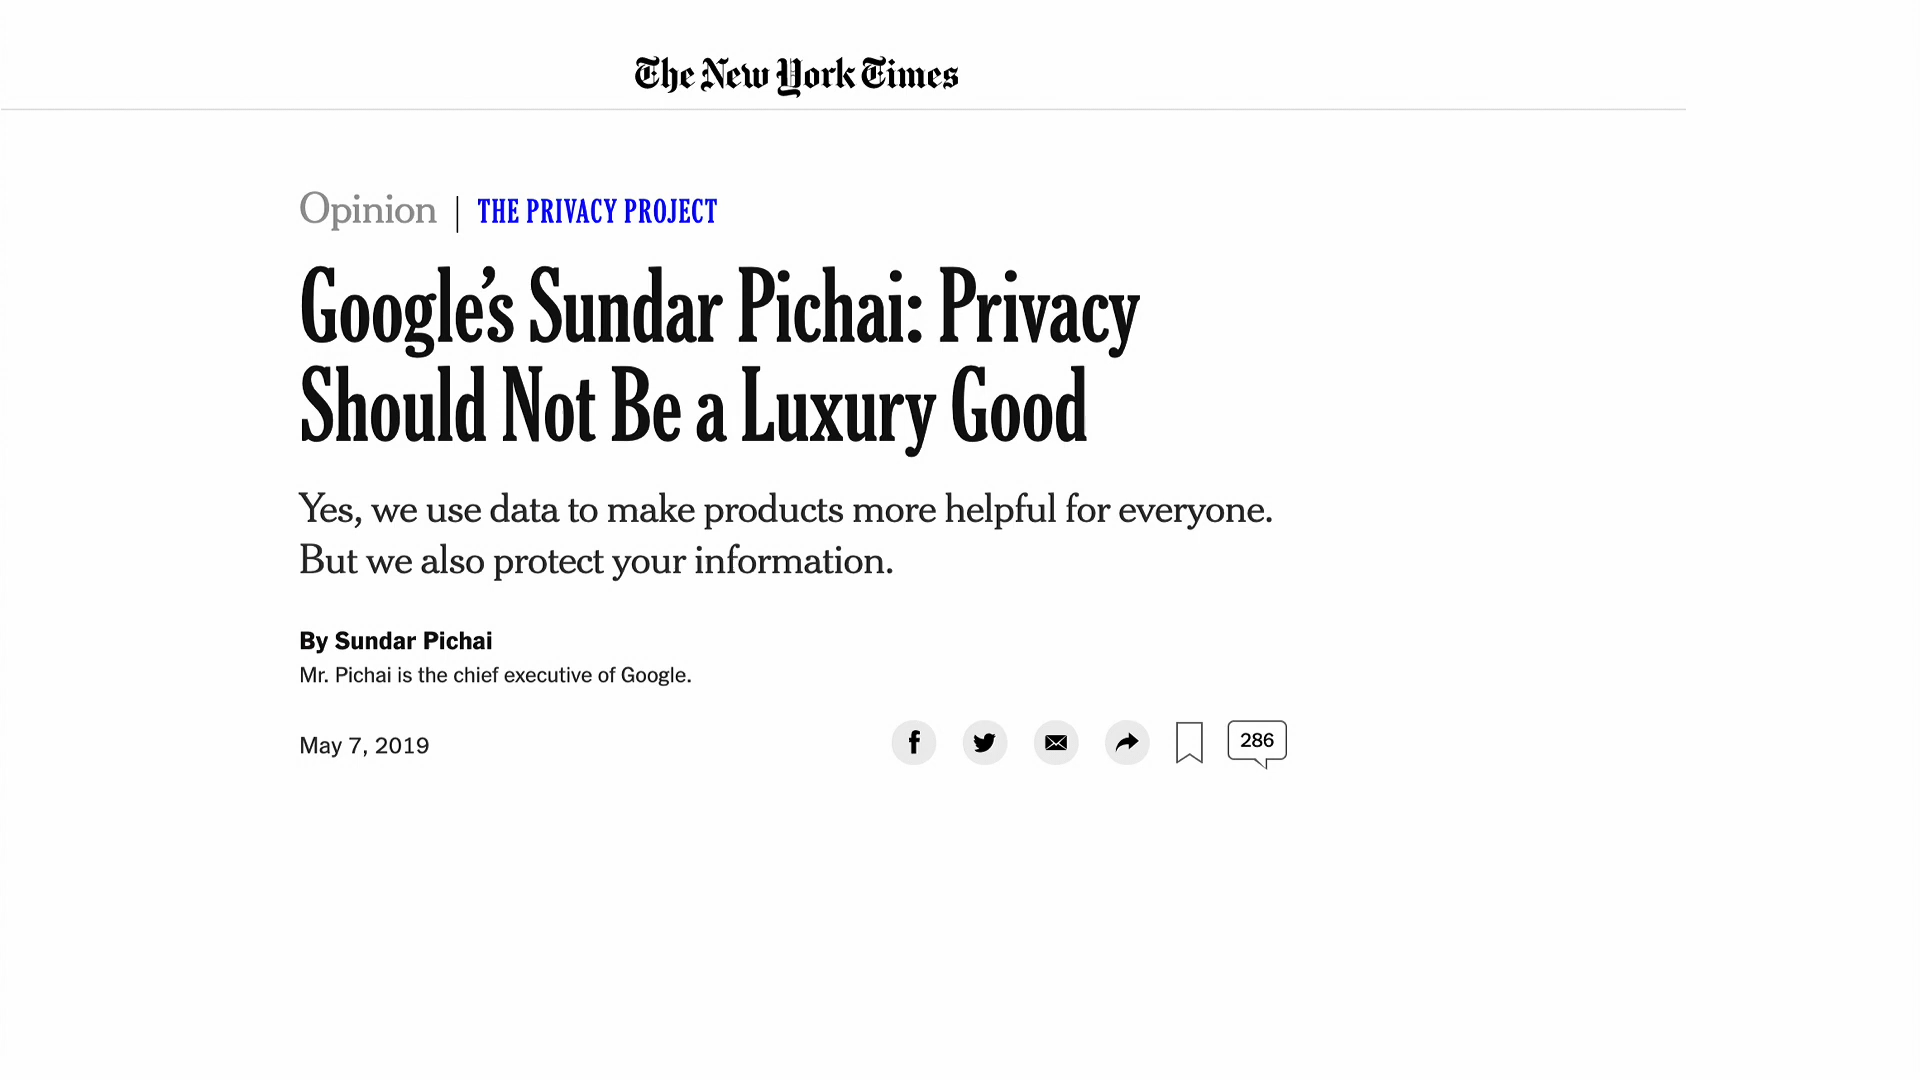 The New York Times
Opinion | THE PRIVACY PROJECT
Google’s Sundar Pichai: Privacy
Should Not Be a Luxury Good
Yes, we use data to make products more helpful for everyone.
But we also protect your information.
By Sundar Pichai
Mr. Pichai is the chief executive of Google.
May 7, 2019
286